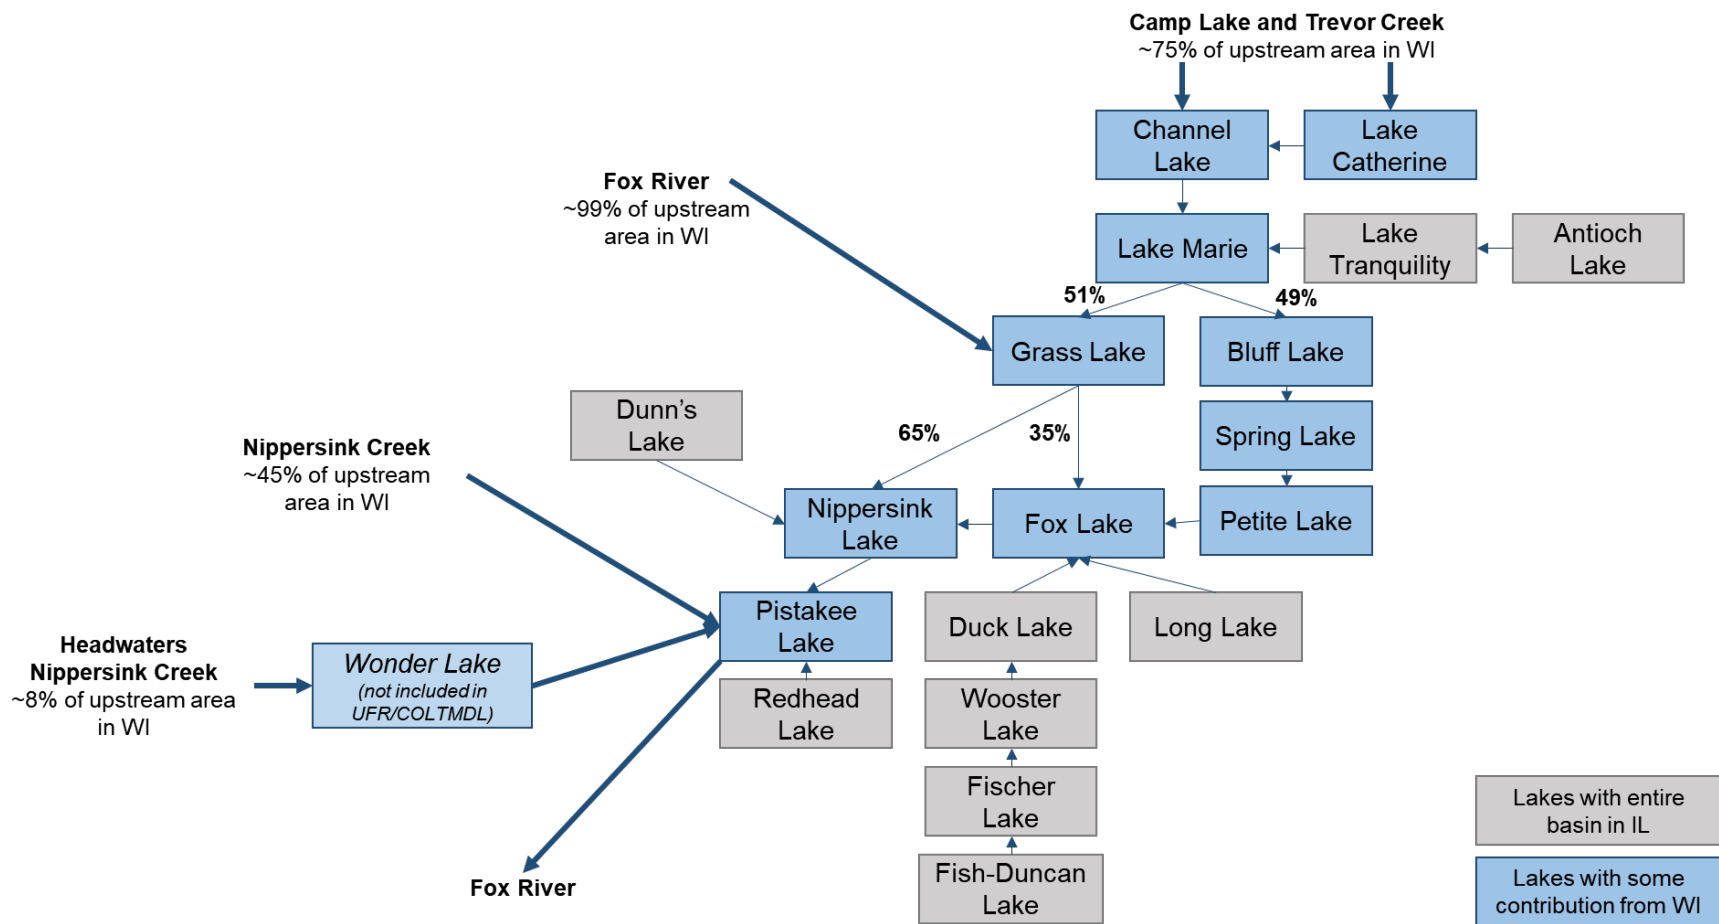 Camp Lake and Trevor Creek
~75% of upstream area in WI
Channel
Lake
Lake
Catherine
Fox River
~99% of upstream
area in WI
Lake Marie
Lake
Tranquility
Antioch
Lake
51%
49%
Grass Lake
Bluff Lake
Dunn's
Lake
65%
35%
Spring Lake
Nippersink Creek
~45% of upstream
area in WI
Nippersink
Lake
Fox Lake
Petite Lake
Pistakee
Lake
Duck Lake
Long Lake
Headwaters
Nippersink Creek
~8% of upstream area
in WI
Wonder Lake
(not included in
UFR/COLTMDL)
Redhead
Lake
Wooster
Lake
Fischer
Lake
Fish-Duncan
Lake
Fox River
Lakes with entire
basin in IL
Lakes with some
contribution from WI